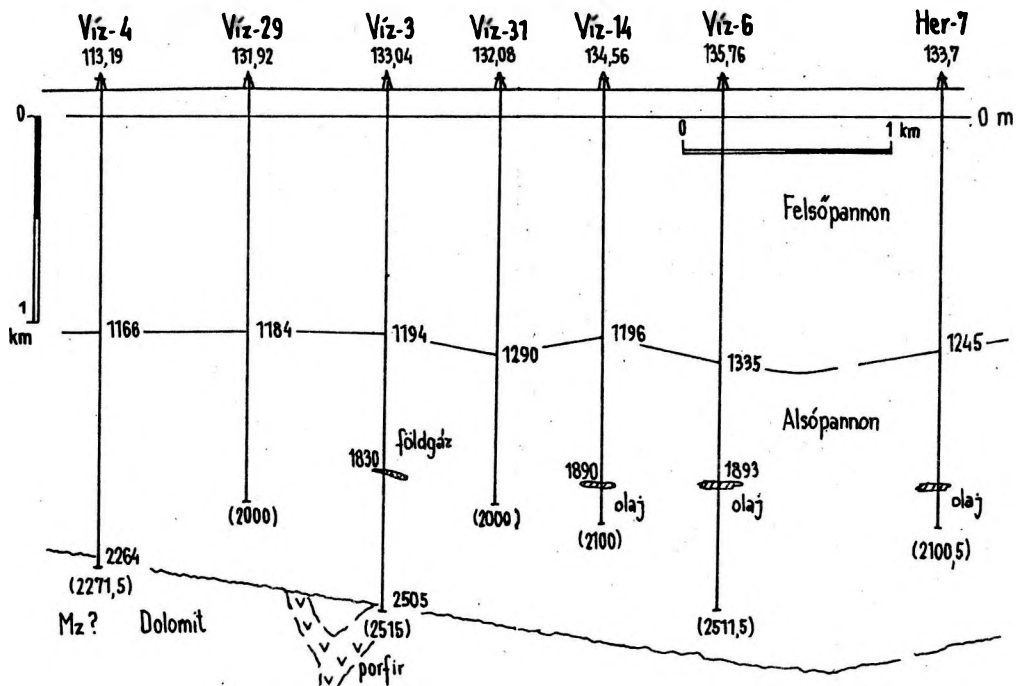 Víz-4 Víz-29 Víz-3 Víz-31 Víz-14 Víz-6 Her-7
113,19 131,92 133,04 132,08 134,56 135,76 133,7
0 0 m
0 1 km
Felsőpannon
1
km
1166 1184 1194 1290 1196 1335 1245
Alsópannon
földgáz
1830 1890 1893
olaj olaj olaj
(2000) (2000) (2100) (2100,5)
2264
(2271,5)
2505
(2515) (2511,5)
Mz? Dolomit
porfir